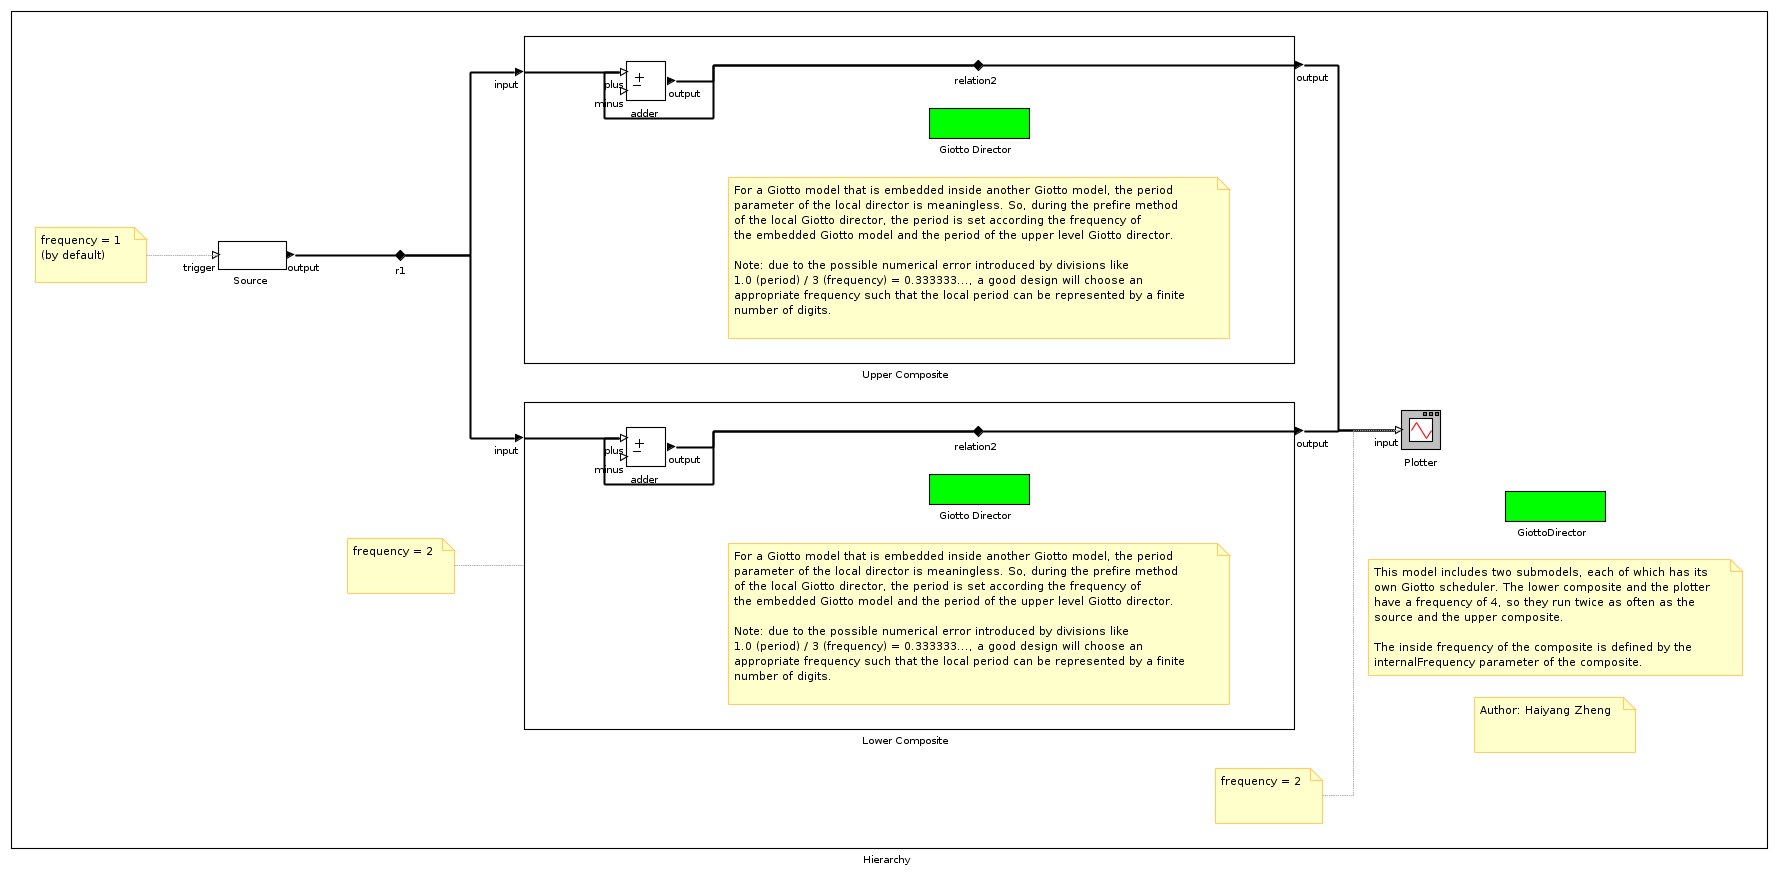 input
plus
minus
+
−
adder
output
relation2
output
Giotto Director
For a Giotto model that is embedded inside another Giotto model, the period
parameter of the local director is meaningless. So, during the prefire method
of the local Giotto director, the period is set according the frequency of
the embedded Giotto model and the period of the upper level Giotto director.
Note: due to the possible numerical error introduced by divisions like
1.0 (period) / 3 (frequency) = 0.333333..., a good design will choose an
appropriate frequency such that the local period can be represented by a finite
number of digits.
Upper Composite
frequency = 1
(by default)
trigger
output
Source
r1
input
plus
minus
+
−
adder
output
relation2
output
Giotto Director
For a Giotto model that is embedded inside another Giotto model, the period
parameter of the local director is meaningless. So, during the prefire method
of the local Giotto director, the period is set according the frequency of
the embedded Giotto model and the period of the upper level Giotto director.
Note: due to the possible numerical error introduced by divisions like
1.0 (period) / 3 (frequency) = 0.333333..., a good design will choose an
appropriate frequency such that the local period can be represented by a finite
number of digits.
Lower Composite
frequency = 2
input
Plotter
GiottoDirector
This model includes two submodels, each of which has its
own Giotto scheduler. The lower composite and the plotter
have a frequency of 4, so they run twice as often as the
source and the upper composite.
The inside frequency of the composite is defined by the
internalFrequency parameter of the composite.
Author: Haiyang Zheng
frequency = 2
Hierarchy